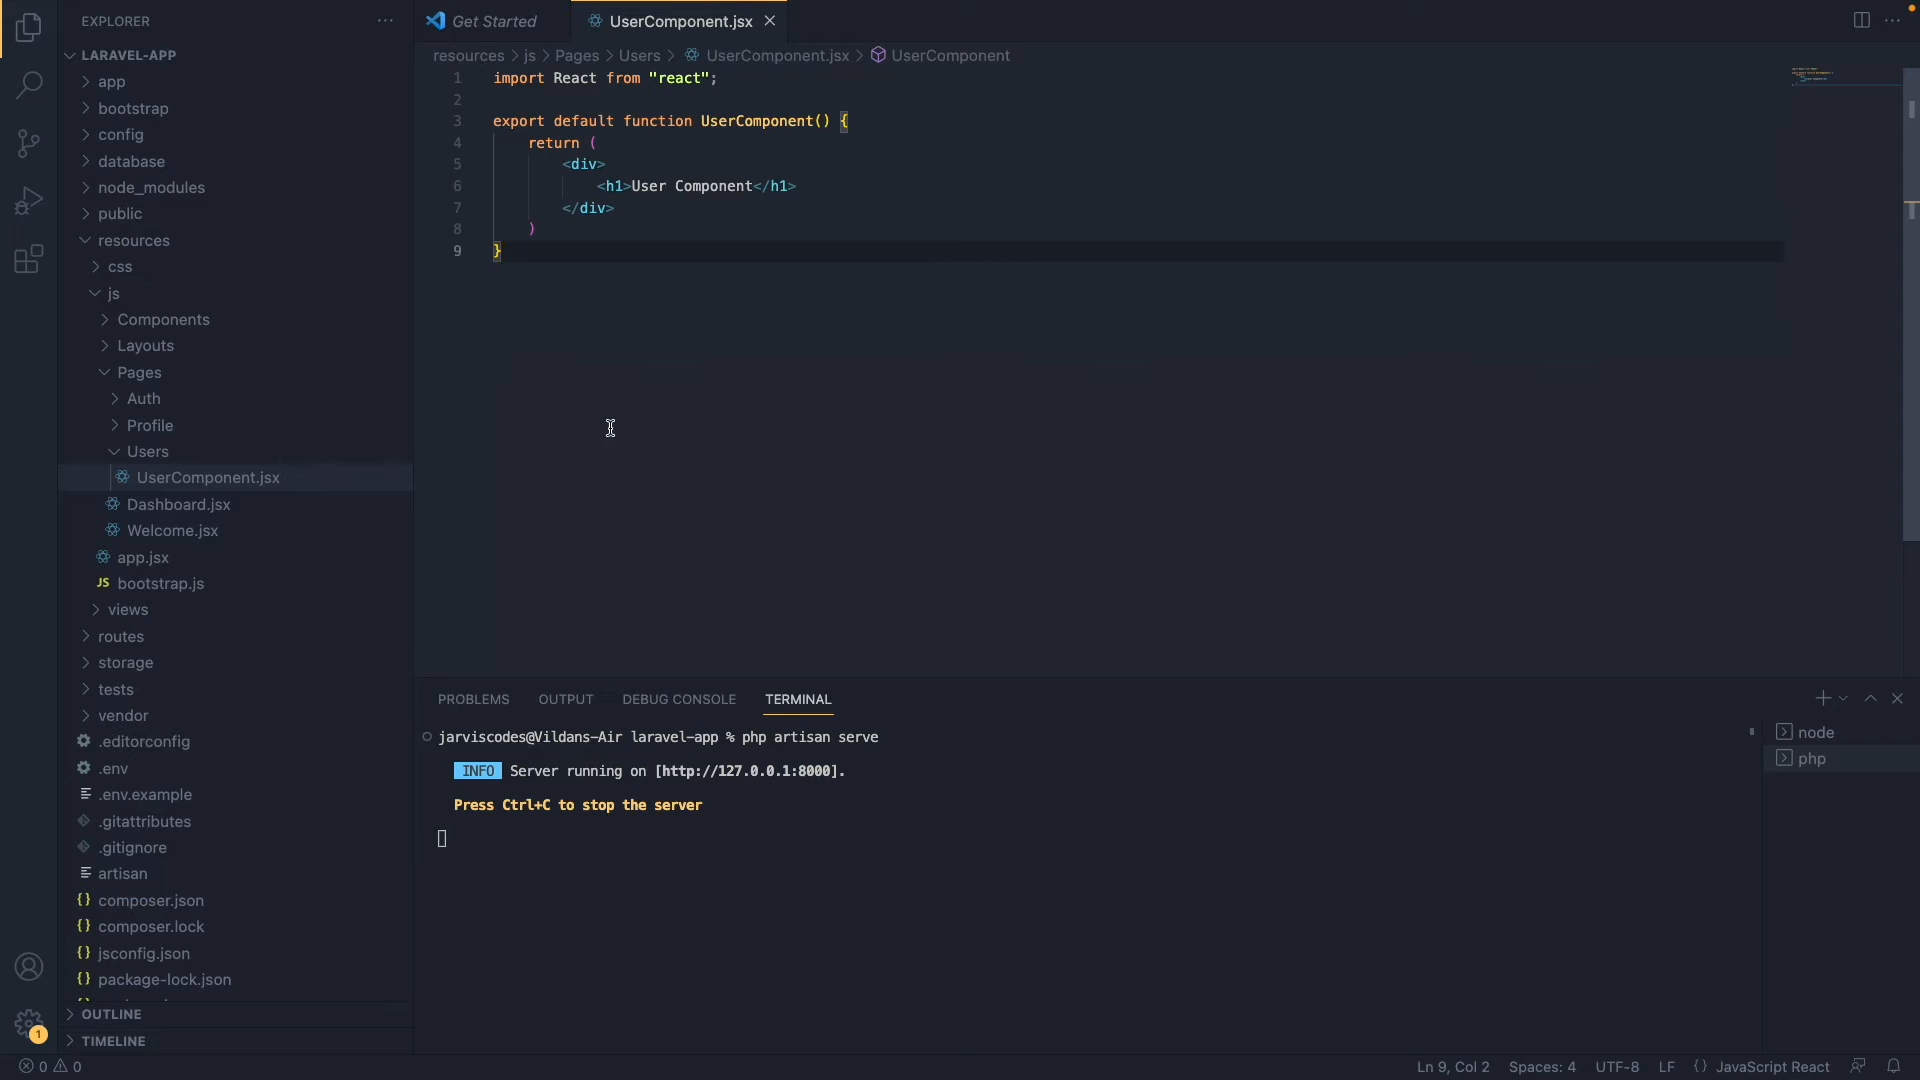 EXPLORER
LARAVEL-APP
app
bootstrap
config
database
node_modules
public
resources
css
js
Components
Layouts
Pages
Auth
Profile
Users
UserComponent.jsx
Dashboard.jsx
Welcome.jsx
app.jsx
JS bootstrap.js
views
routes
storage
tests
vendor
.editorconfig
.env
.env.example
.gitattributes
.gitignore
artisan
{} composer.json
{} composer.lock
{} jsconfig.json
{} package-lock.json
OUTLINE
TIMELINE
1
Get Started
UserComponent.jsx
resources > js > Pages > Users > UserComponent.jsx > UserComponent
1 import React from "react";
2
3 export default function UserComponent() {
4 return (
5 <div>
6 <h1>User Component</h1>
7 </div>
8 )
9 }
PROBLEMS OUTPUT DEBUG CONSOLE TERMINAL
jarviscodes@Vildans-Air laravel-app % php artisan serve
INFO Server running on [http://127.0.0.1:8000].
Press Ctrl+C to stop the server
node
php
0 0
Ln 9, Col 2 Spaces: 4 UTF-8 LF {} JavaScript React